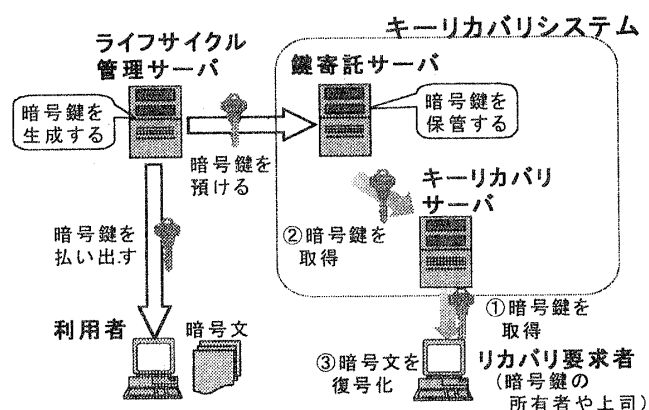 キーリカバリシステム
ライフサイクル
管理サーバ
鍵寄託サーバ
暗号鍵を
生成する
暗号鍵を
保管する
暗号鍵を
預ける
キーリカバリ
サーバ
②暗号鍵を
取得
暗号鍵を
払い出す
①暗号鍵を
取得
利用者
暗号文
③暗号文を
復号化
リカバリ要求者
(暗号鍵の
所有者や上司)